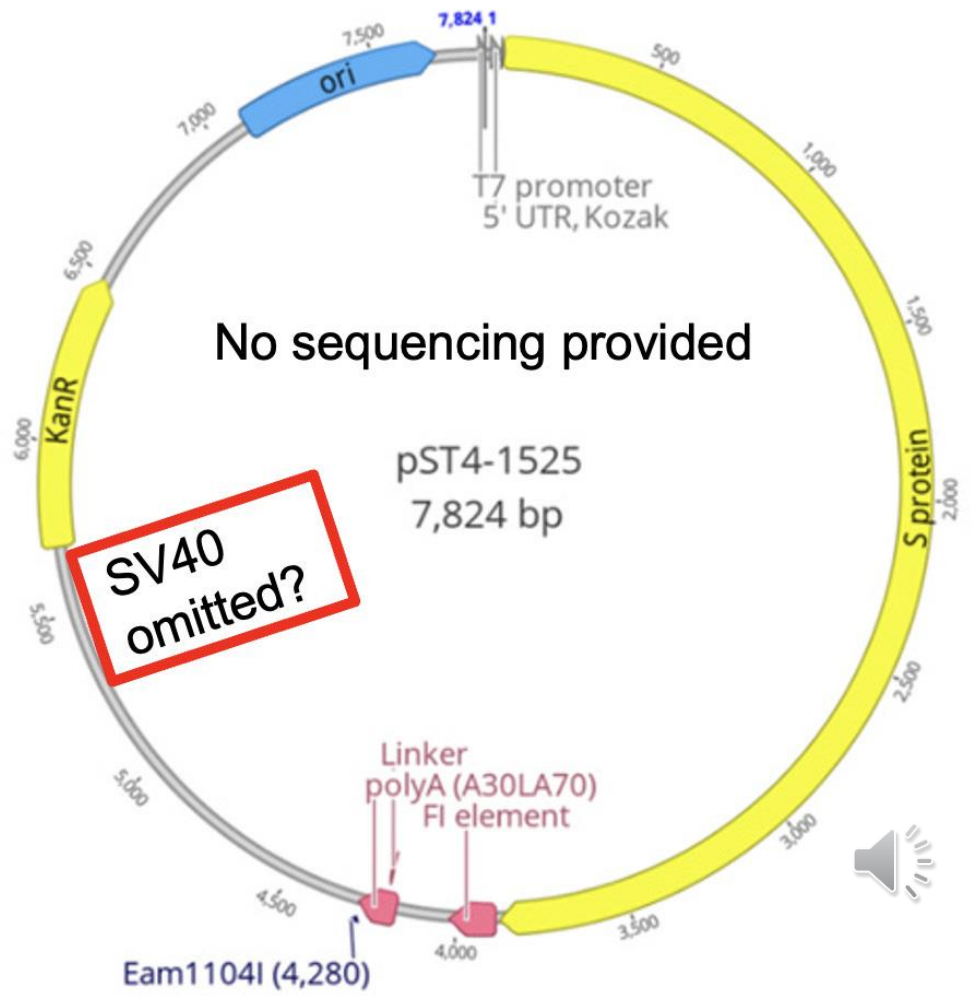 7,824 1
7,500
ori
500
7,000
1,000
T7 promoter
5' UTR, Kozak
6,500
1,500
No sequencing provided
KanR
6,000
pST4-1525
7,824 bp
S protein
2,000
SV40
omitted?
5,500
2,500
Linker
polyA (A30LA70)
FI element
5,000
3,000
4,500
3,500
4,000
Eam1104I (4,280)